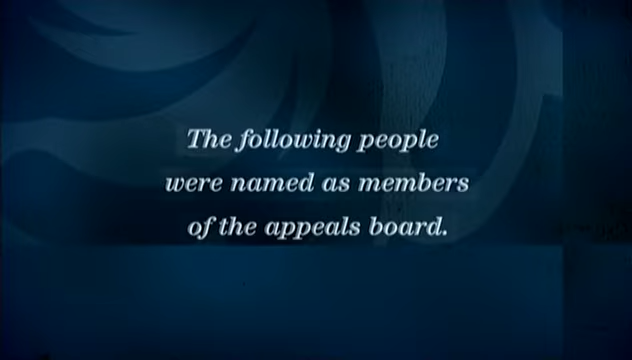 The following people
were named as members
of the appeals board.